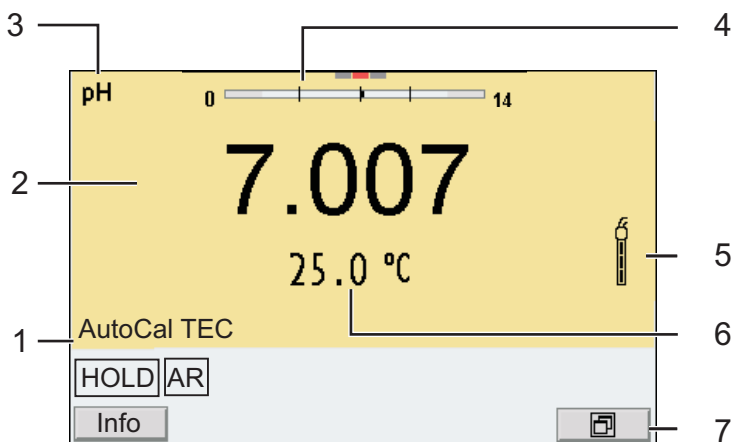 3 4
pH 0 14
7.007
2
25.0 °C
5
6
AutoCal TEC
1
HOLD AR
Info
7